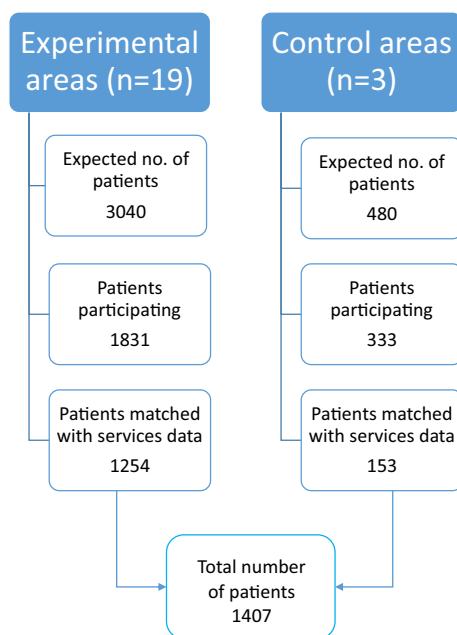 Experimental
areas (n=19)
Expected no. of
patients
3040
Patients
participating
1831
Patients matched
with services data
1254
Control areas
(n=3)
Expected no. of
patients
480
Patients
participating
333
Patients matched
with services data
153
Total number
of patients
1407